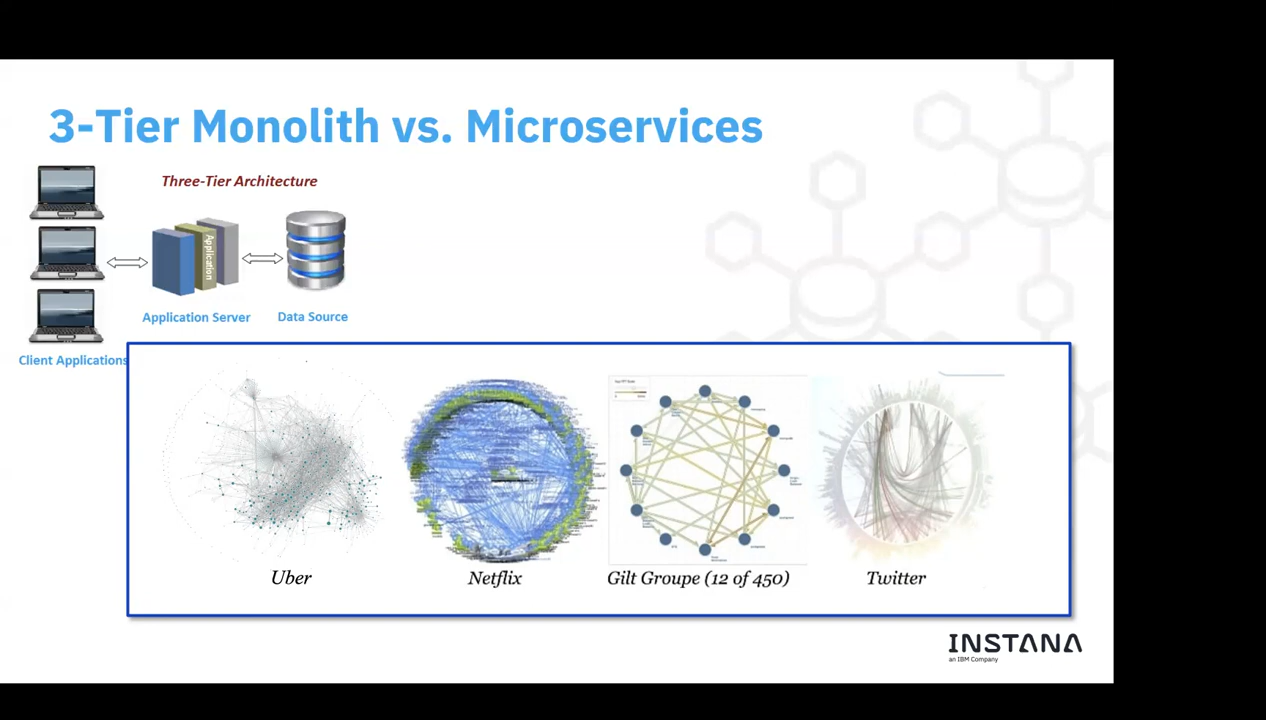 3-Tier Monolith vs. Microservices
Three-Tier Architecture
Application
Application Server
Data Source
Client Applications
Uber
Netflix
Gilt Groupe (12 of 450)
Twitter
INSTANA
an IBM Company